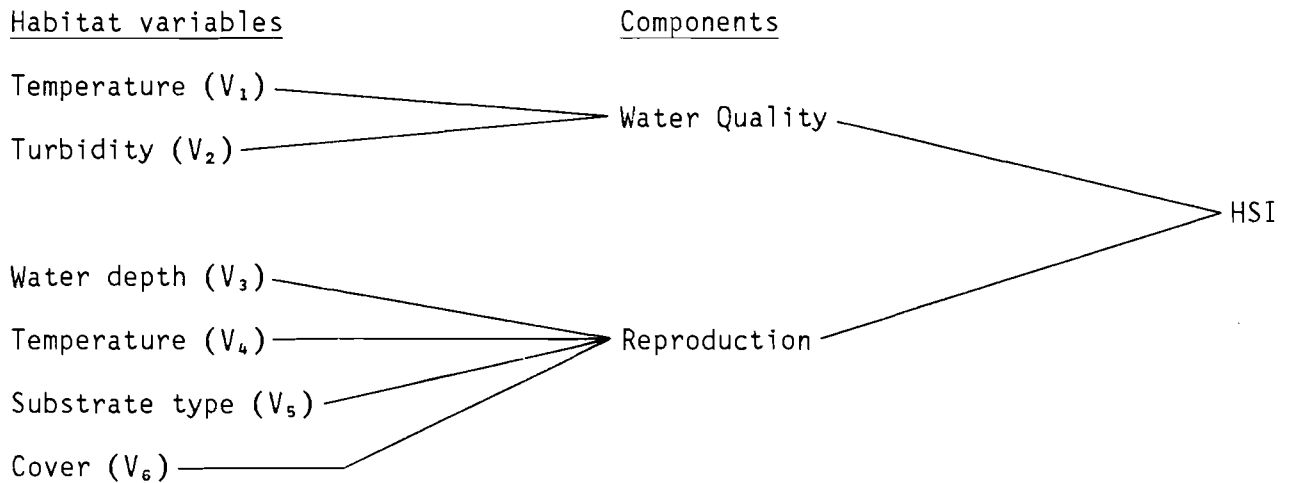 Habitat variables
Components
Temperature (V₁)
Water Quality
Turbidity (V₂)
HSI
Water depth (V₃)
Temperature (V₄)
Reproduction
Substrate type (V₅)
Cover (V₆)